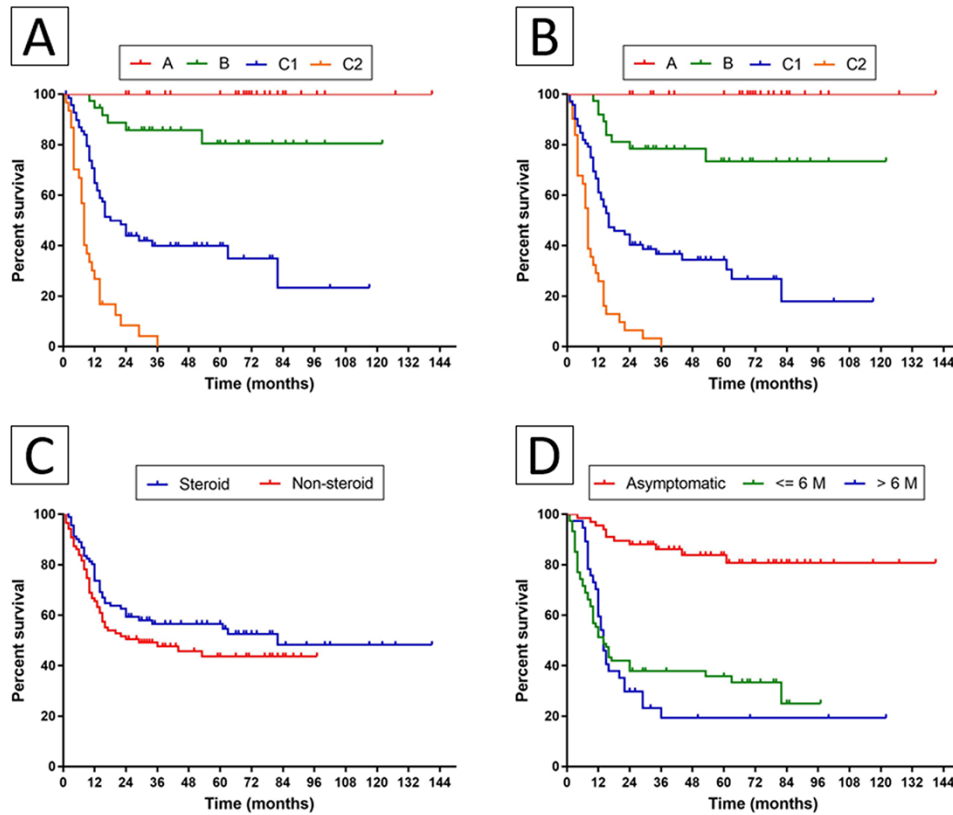 A
A B C1 C2
Percent survival
100
80
60
40
20
0
0 12 24 36 48 60 72 84 96 108 120 132 144
Time (months)
B
A B C1 C2
Percent survival
100
80
60
40
20
0
0 12 24 36 48 60 72 84 96 108 120 132 144
Time (months)
C
Steroid Non-steroid
Percent survival
100
80
60
40
20
0
0 12 24 36 48 60 72 84 96 108 120 132 144
Time (months)
D
Asymptomatic <= 6 M > 6 M
Percent survival
100
80
60
40
20
0
0 12 24 36 48 60 72 84 96 108 120 132 144
Time (months)